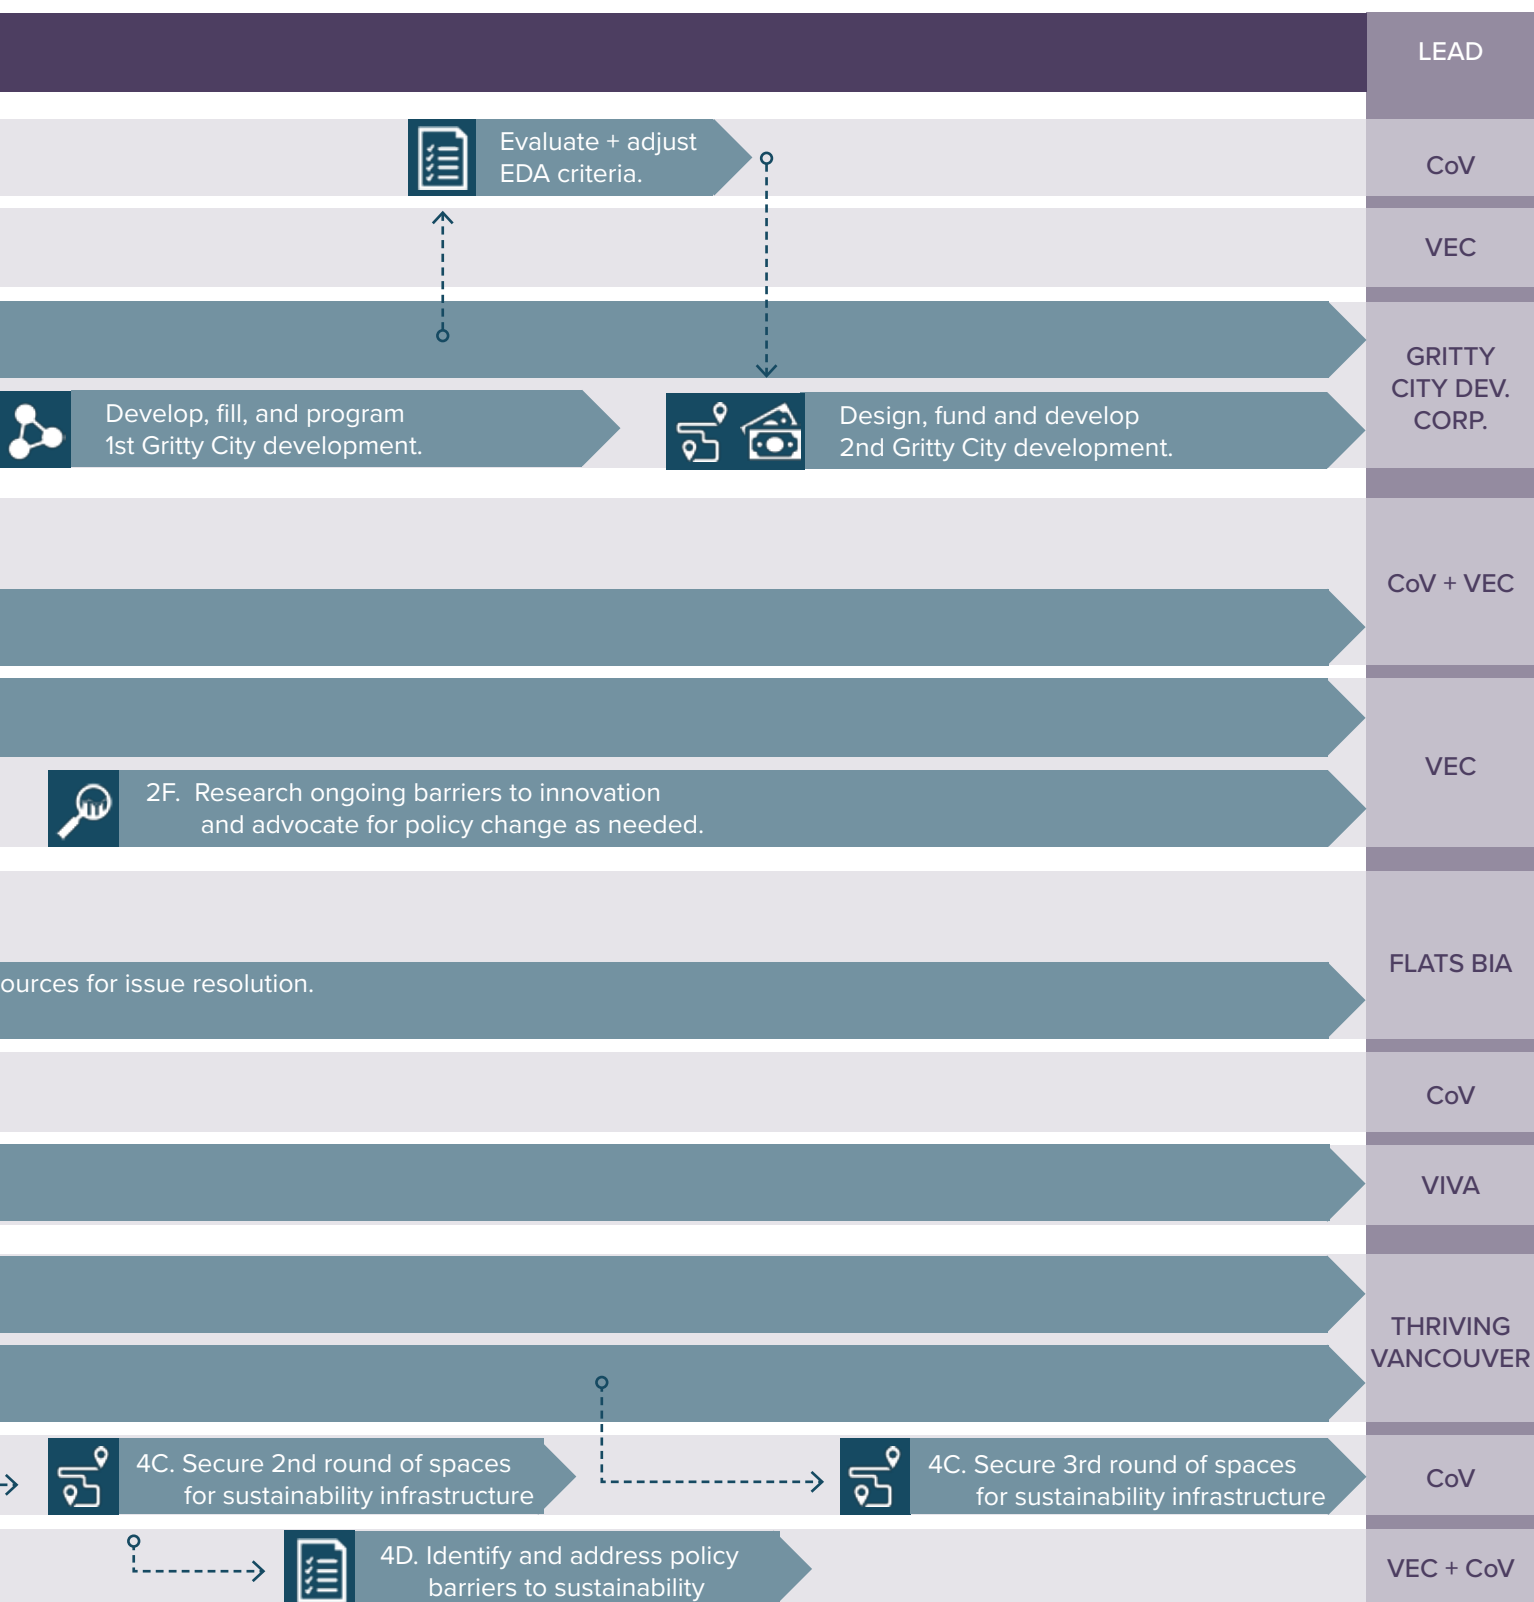 LEAD
Evaluate + adjust
EDA criteria.
CoV
VEC
GRITTY
CITY DEV.
CORP.
Develop, fill, and program
1st Gritty City development.
Design, fund and develop
2nd Gritty City development.
CoV + VEC
VEC
2F. Research ongoing barriers to innovation
and advocate for policy change as needed.
FLATS BIA
ources for issue resolution.
CoV
VIVA
THRIVING
VANCOUVER
4C. Secure 2nd round of spaces
for sustainability infrastructure
4C. Secure 3rd round of spaces
for sustainability infrastructure
CoV
4D. Identify and address policy
barriers to sustainability
VEC + CoV